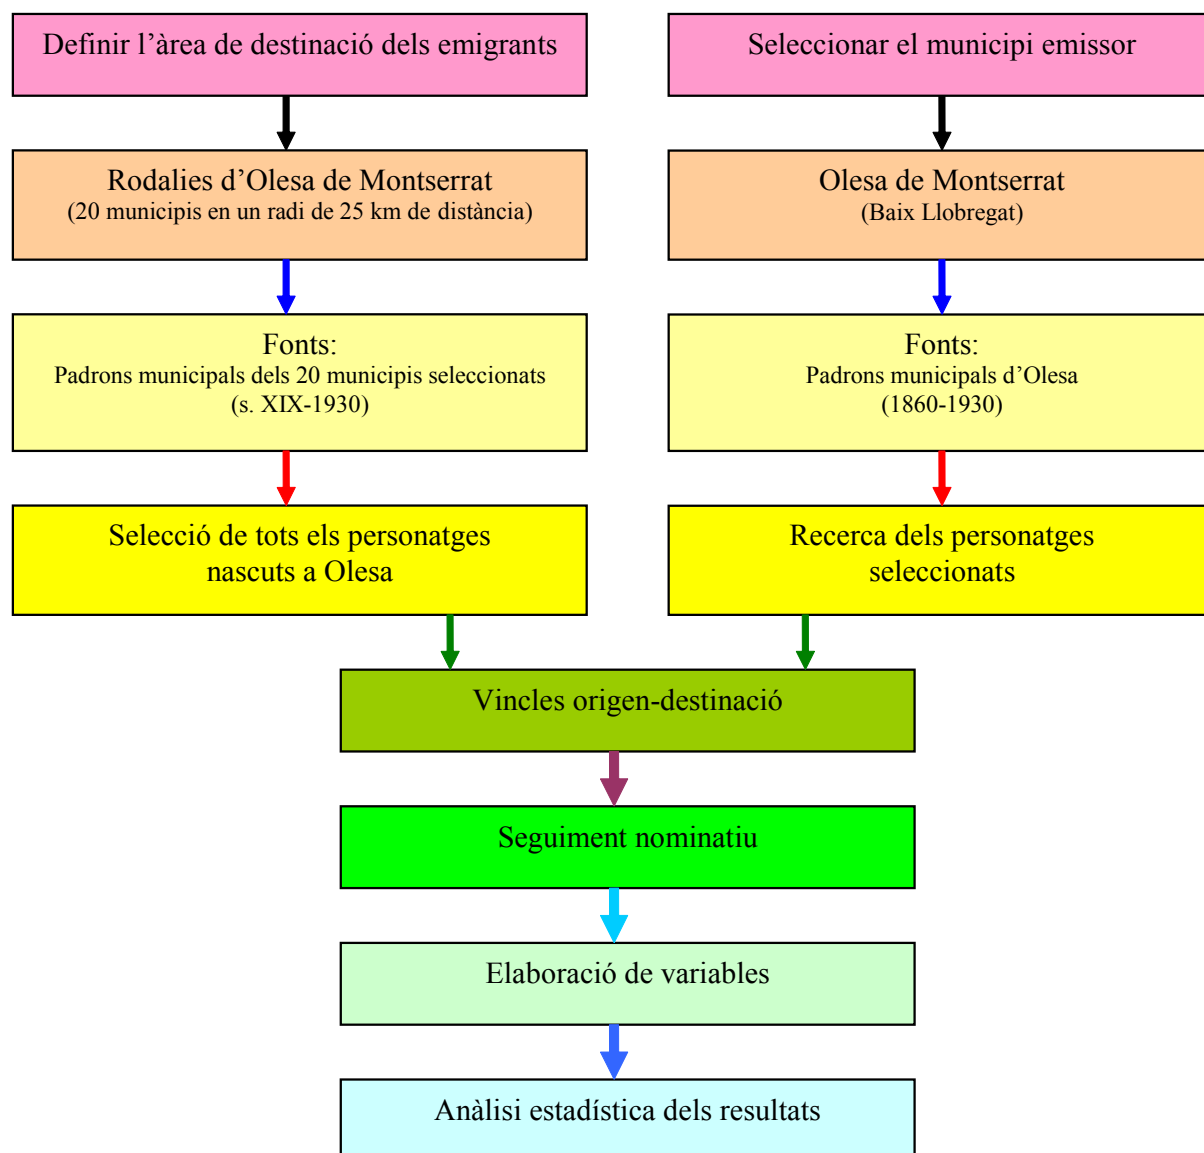 Definir l’àrea de destinació dels emigrants
Rodalies d’Olesa de Montserrat
(20 municipis en un radi de 25 km de distància)
Fonts:
Padrons municipals dels 20 municipis seleccionats
(s. XIX-1930)
Selecció de tots els personatges
nascuts a Olesa
Seleccionar el municipi emissor
Olesa de Montserrat
(Baix Llobregat)
Fonts:
Padrons municipals d’Olesa
(1860-1930)
Recerca dels personatges
seleccionats
Vincles origen-destinació
Seguiment nominatiu
Elaboració de variables
Anàlisi estadística dels resultats